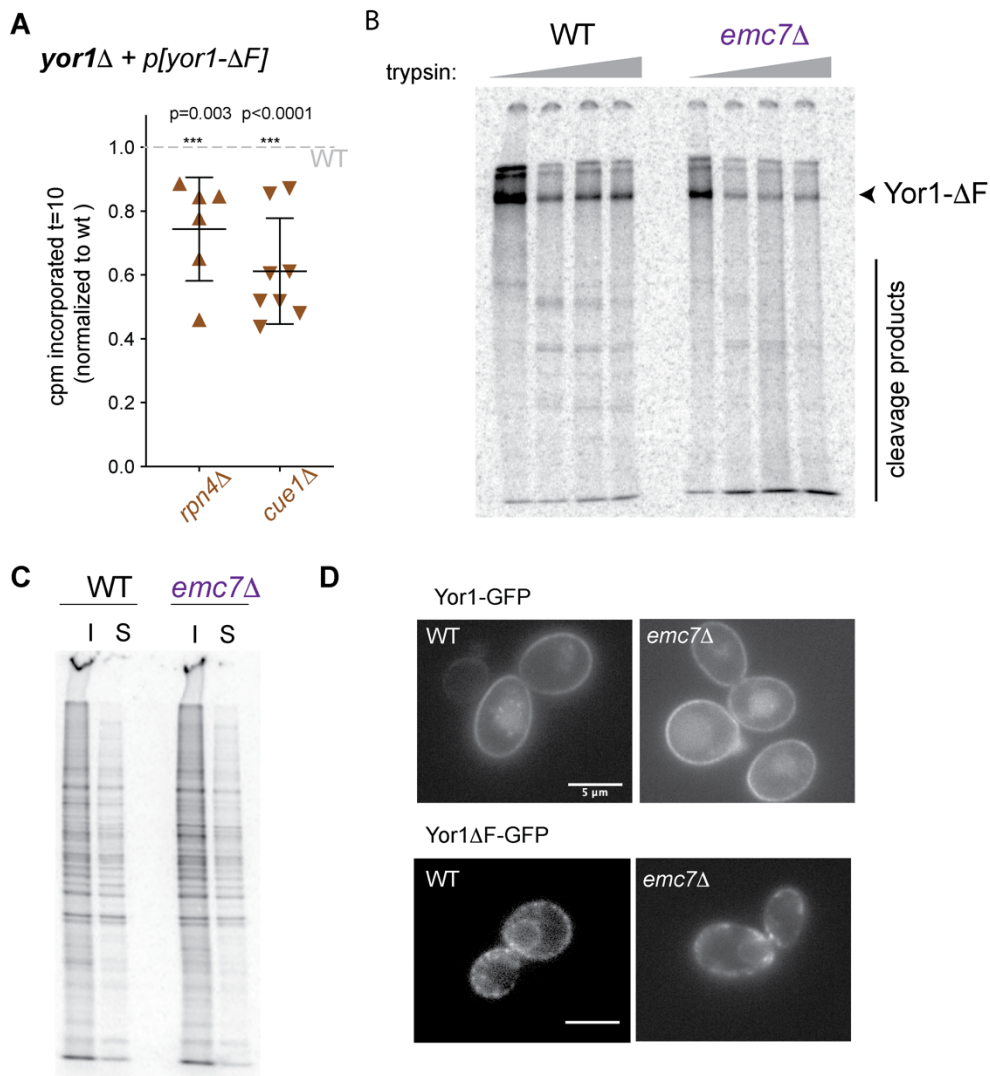 A
yor1Δ + p[yor1-ΔF]
p=0.003 p<0.0001
*** ***
WT
cpm incorporated t=10
(normalized to wt )
1.0
0.8
0.6
0.4
0.2
0.0
rpn4Δ cue1Δ
B
WT emc7Δ
trypsin:
Yor1-ΔF
cleavage products
C
WT emc7Δ
I S I S
D
Yor1-GFP
WT emc7Δ
5 µm
Yor1ΔF-GFP
WT emc7Δ